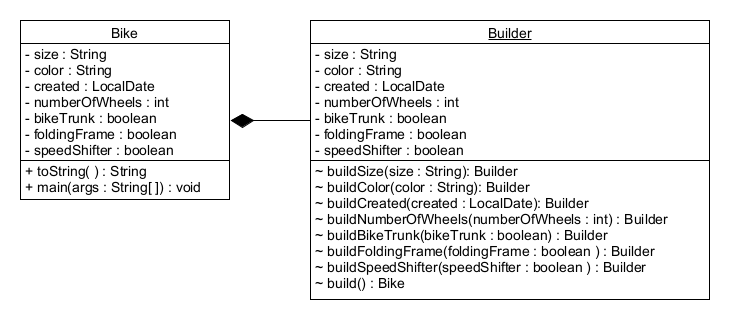 Bike
- size : String
- color : String
- created : LocalDate
- numberOfWheels : int
- bikeTrunk : boolean
- foldingFrame : boolean
- speedShifter : boolean
+ toString( ) : String
+ main(args : String[ ]) : void
Builder
- size : String
- color : String
- created : LocalDate
- numberOfWheels : int
- bikeTrunk : boolean
- foldingFrame : boolean
- speedShifter : boolean
~ buildSize(size : String): Builder
~ buildColor(color : String): Builder
~ buildCreated(created : LocalDate): Builder
~ buildNumberOfWheels(numberOfWheels : int) : Builder
~ buildBikeTrunk(bikeTrunk : boolean) : Builder
~ buildFoldingFrame(foldingFrame : boolean ) : Builder
~ buildSpeedShifter(speedShifter : boolean ) : Builder
~ build() : Bike